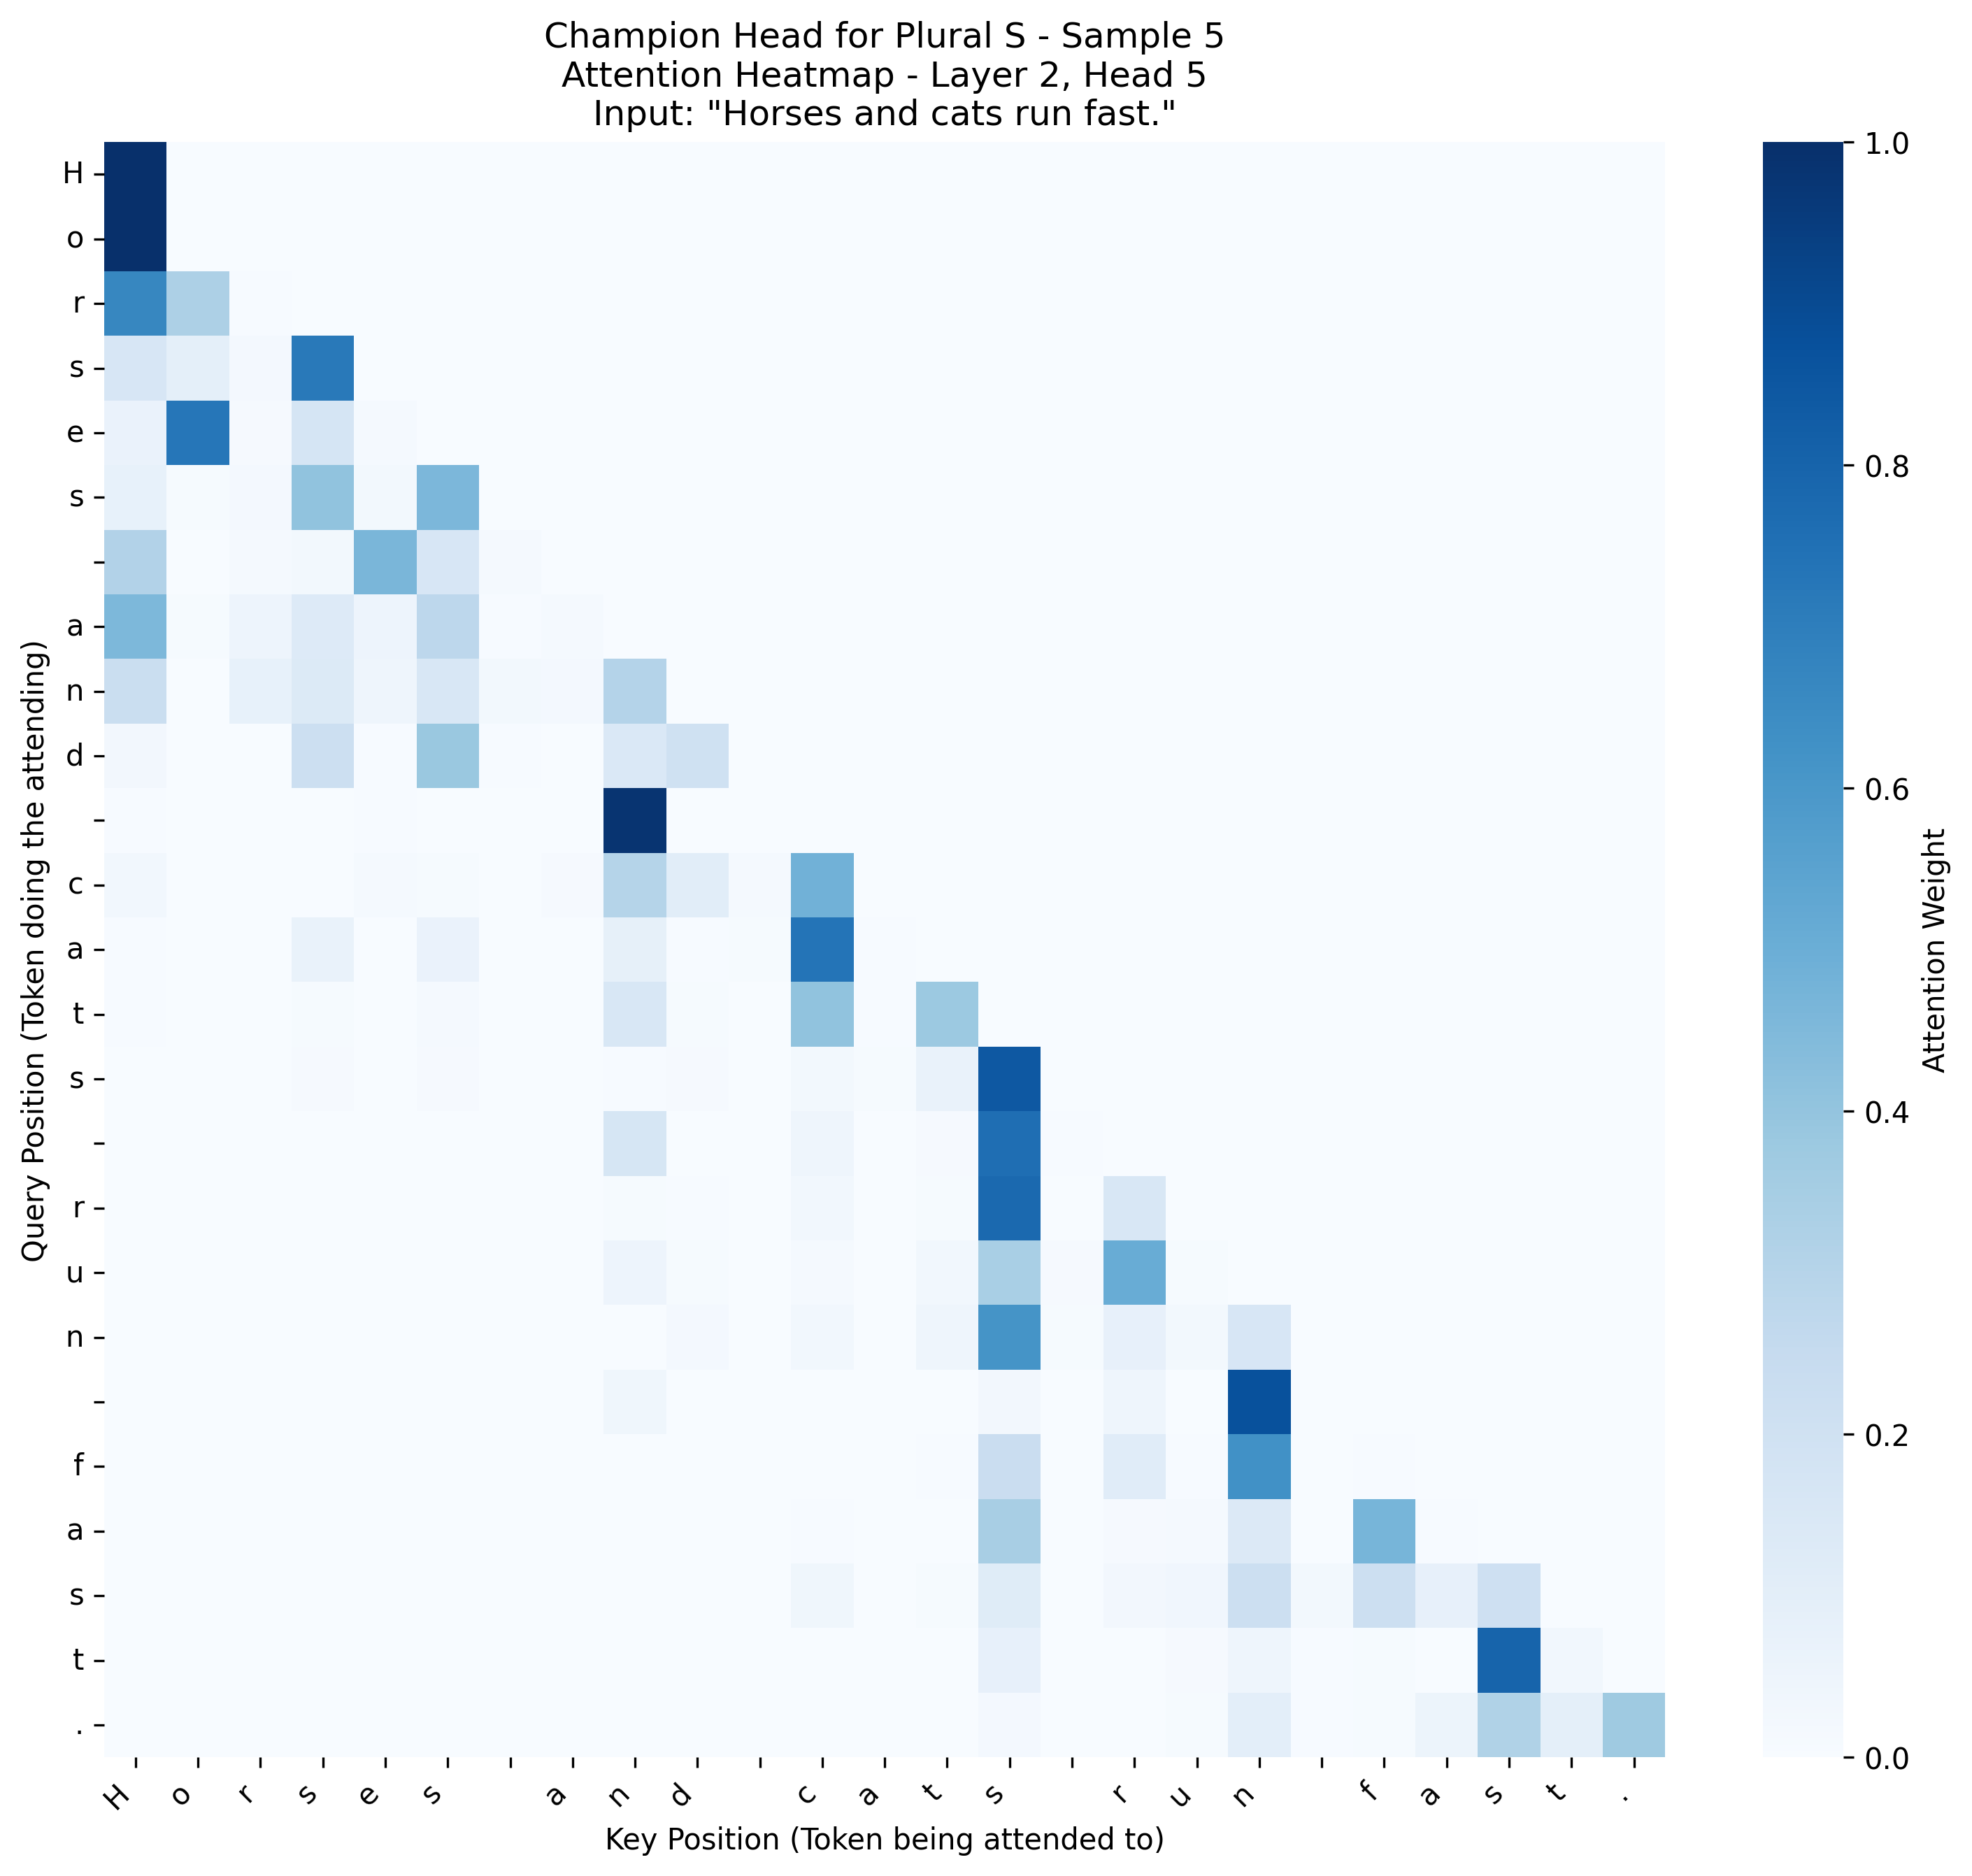 Champion Head for Plural S - Sample 5
Attention Heatmap - Layer 2, Head 5
Input: "Horses and cats run fast."
Query Position (Token doing the attending)
H
o
r
s
e
s
a
n
d
c
a
t
s
r
u
n
f
a
s
t
.
H o r s e s a n d c a t s r u n f a s t .
Key Position (Token being attended to)
1.0
0.8
0.6
0.4
0.2
0.0
Attention Weight